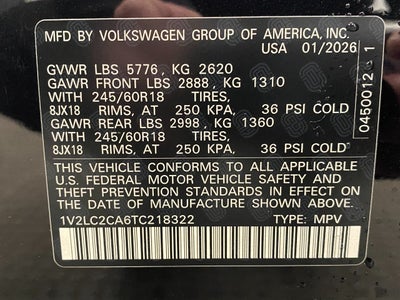 MFD BY VOLKSWAGEN GROUP OF AMERICA, INC.
USA 01/2026
GVWR LBS 5776, KG 2620
GAWR FRONT LBS 2888, KG 1310
WITH 245/60R18 TIRES,
8JX18 RIMS, AT 250 KPA, 36 PSI COLD
GAWR REAR LBS 2998, KG 1360
WITH 245/60R18 TIRES,
8JX18 RIMS, AT 250 KPA, 36 PSI COLD
THIS VEHICLE CONFORMS TO ALL APPLICABLE
U.S. FEDERAL MOTOR VEHICLE SAFETY AND
THEFT PREVENTION STANDARDS IN EFFECT ON
THE DATE OF MANUFACTURE SHOWN ABOVE.
1V2LC2CA6TC218322 TYPE: MPV
0450012 1